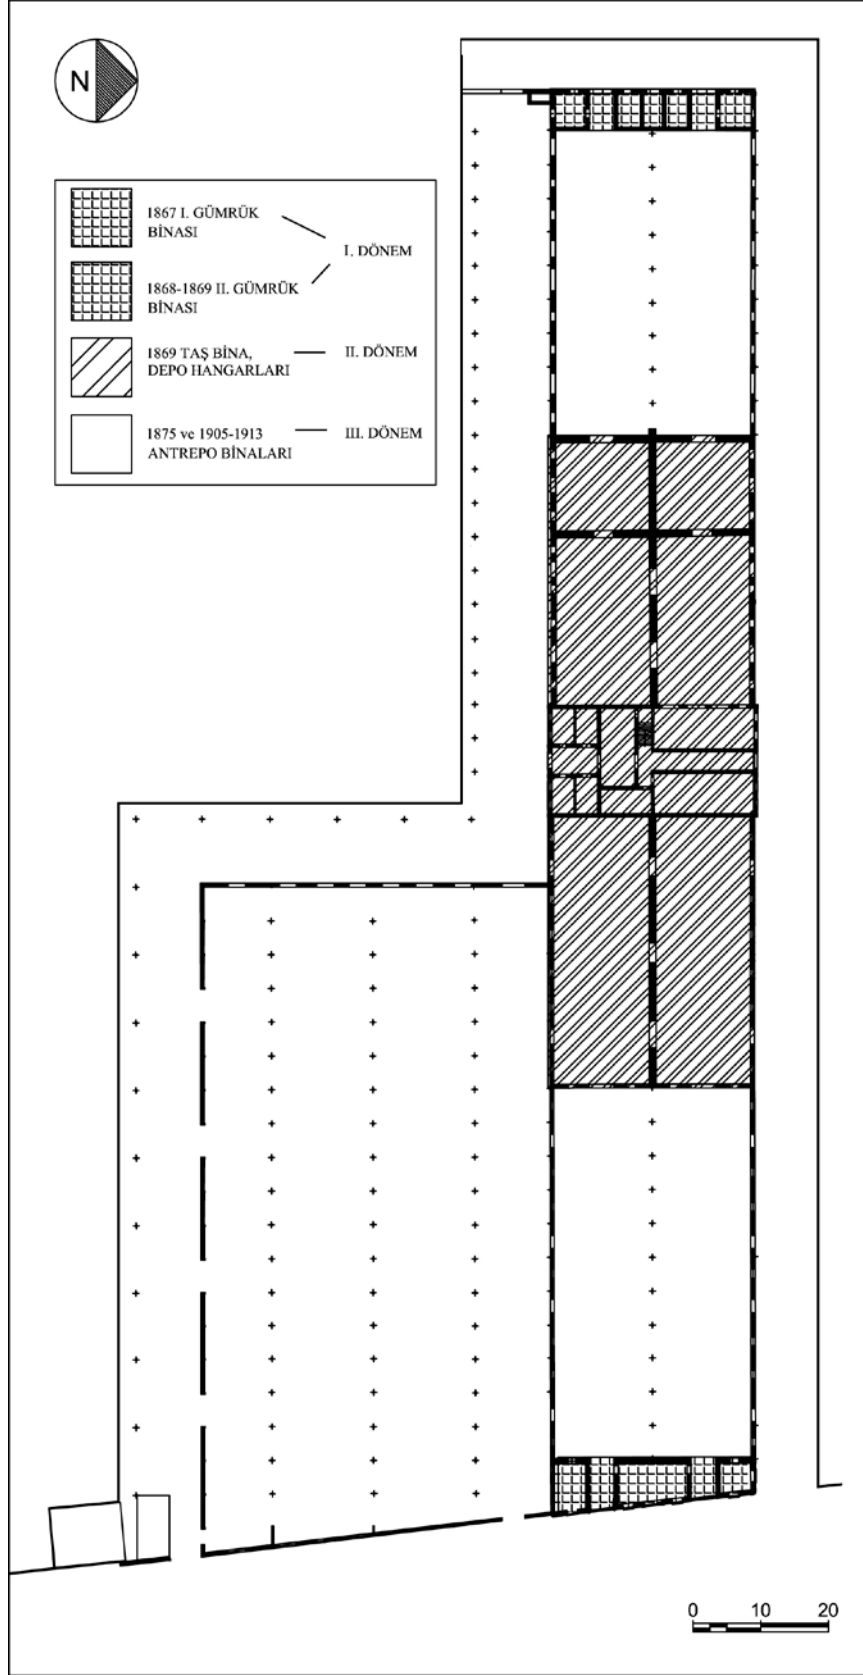 N
1867 I. GÜMRÜK
BİNASI
I. DÖNEM
1868-1869 II. GÜMRÜK
BİNASI
1869 TAŞ BİNA,
DEPO HANGARLARI
II. DÖNEM
1875 ve 1905-1913
ANTREPO BİNALARI
III. DÖNEM
0 10 20